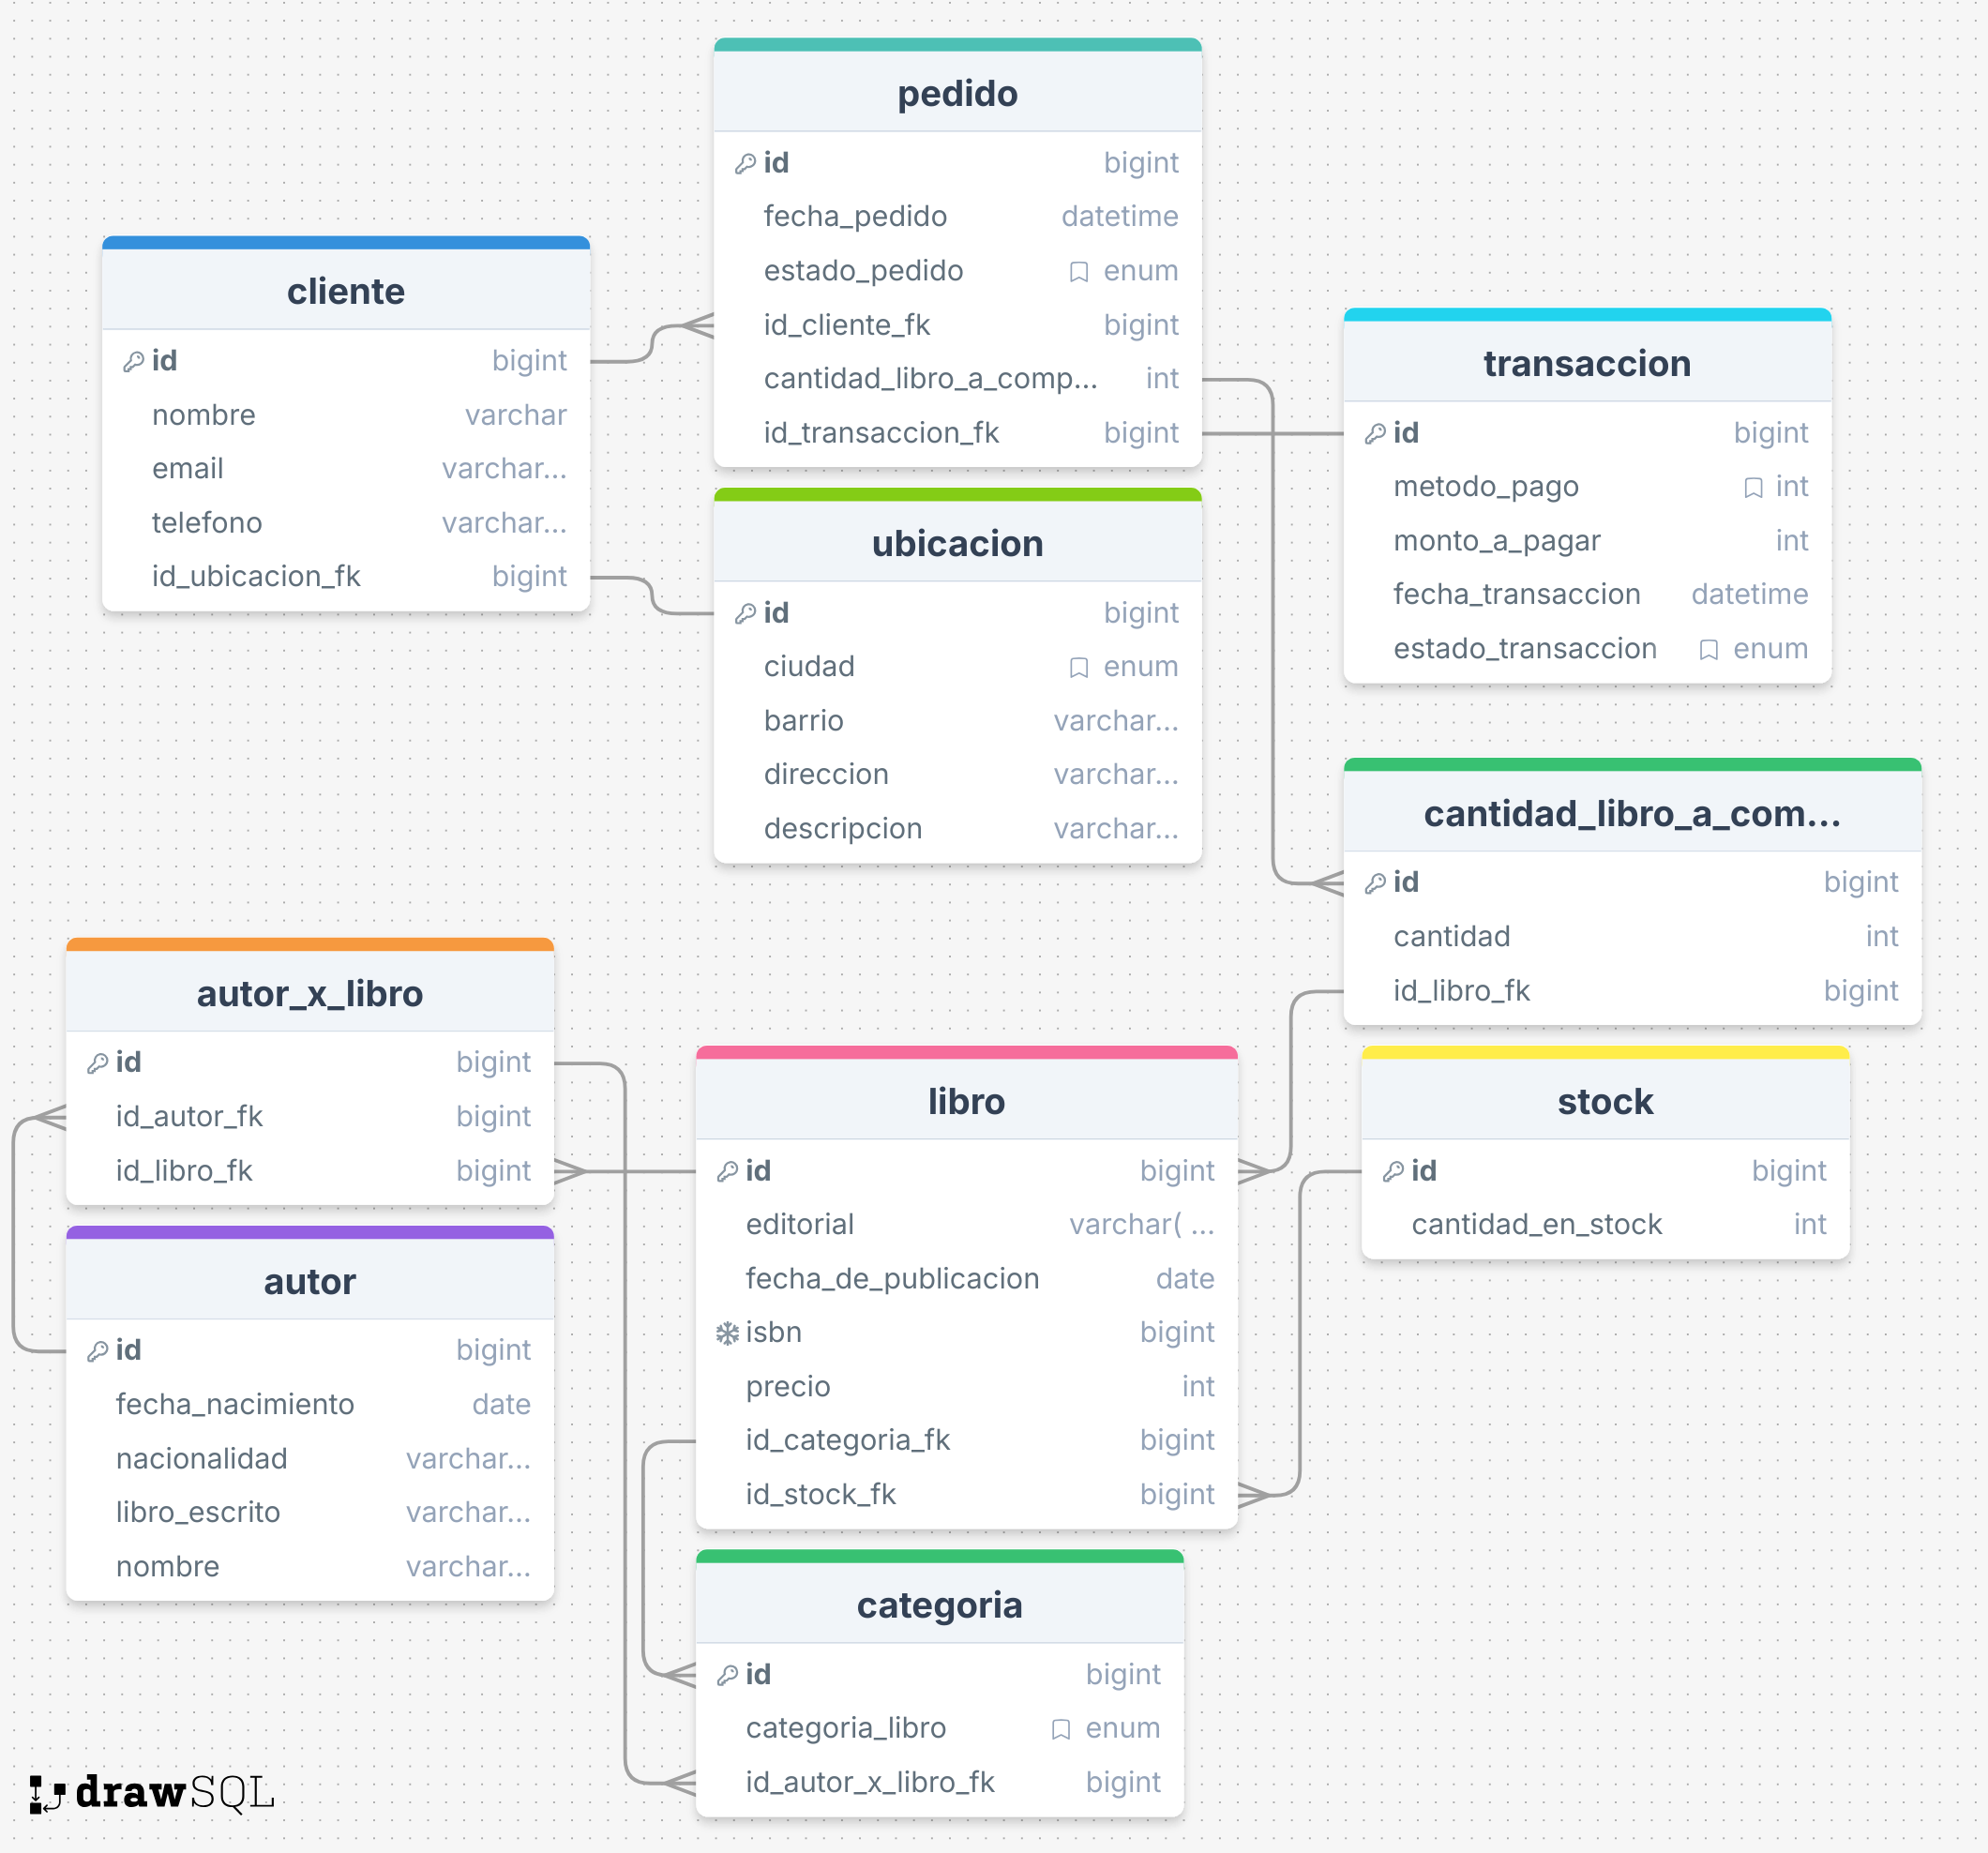 pedido
id bigint
fecha_pedido datetime
estado_pedido enum
id_cliente_fk bigint
cantidad_libro_a_comp... int
id_transaccion_fk bigint
cliente
id bigint
nombre varchar
email varchar...
telefono varchar...
id_ubicacion_fk bigint
transaccion
id bigint
metodo_pago int
monto_a_pagar int
fecha_transaccion datetime
estado_transaccion enum
ubicacion
id bigint
ciudad enum
barrio varchar...
direccion varchar...
descripcion varchar...
cantidad_libro_a_com...
id bigint
cantidad int
id_libro_fk bigint
autor_x_libro
id bigint
id_autor_fk bigint
id_libro_fk bigint
libro
id bigint
editorial varchar( ...
fecha_de_publicacion date
isbn bigint
precio int
id_categoria_fk bigint
id_stock_fk bigint
stock
id bigint
cantidad_en_stock int
autor
id bigint
fecha_nacimiento date
nacionalidad varchar...
libro_escrito varchar...
nombre varchar...
categoria
id bigint
categoria_libro enum
id_autor_x_libro_fk bigint
drawSQL